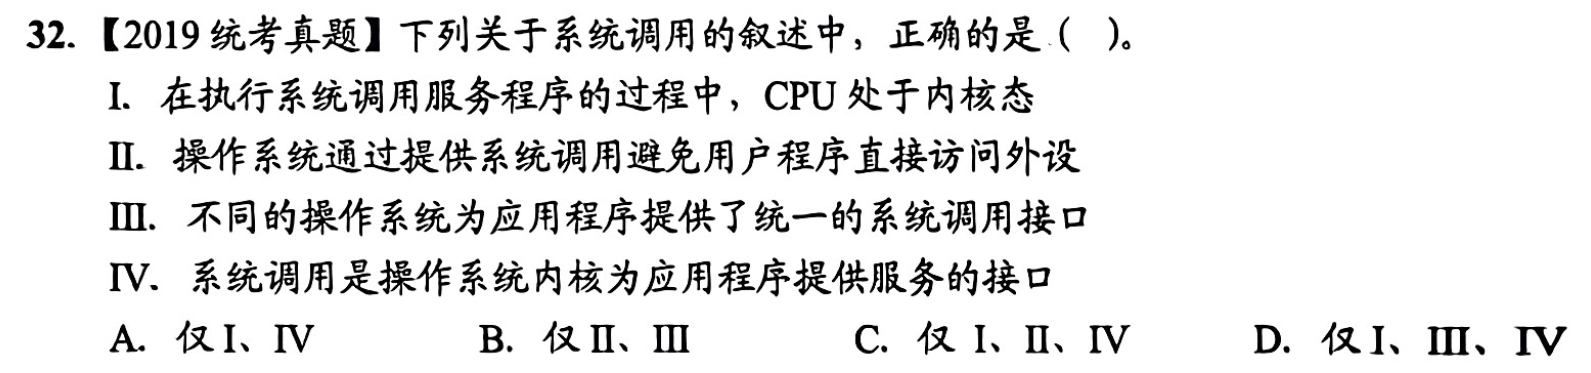 32.【2019 统考真题】下列关于系统调用的叙述中，正确的是（ ）。
I. 在执行系统调用服务程序的过程中，CPU 处于内核态
II. 操作系统通过提供系统调用避免用户程序直接访问外设
III. 不同的操作系统为应用程序提供了统一的系统调用接口
IV. 系统调用是操作系统内核为应用程序提供服务的接口
A. 仅 I、IV B. 仅 II、III C. 仅 I、II、IV D. 仅 I、III、IV